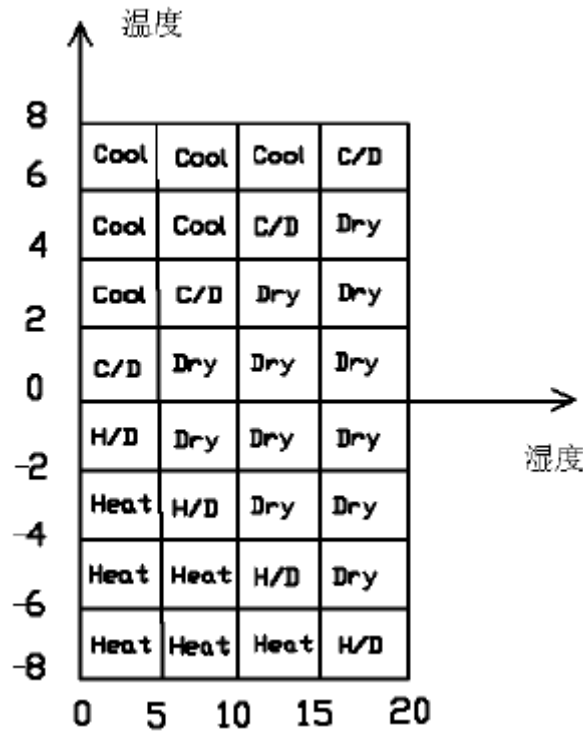 温度
8
Cool Cool Cool C/D
6
Cool Cool C/D Dry
4
Cool C/D Dry Dry
2
C/D Dry Dry Dry
0
H/D Dry Dry Dry
湿度
-2
Heat H/D Dry Dry
-4
Heat Heat H/D Dry
-6
Heat Heat Heat H/D
-8
0 5 10 15 20